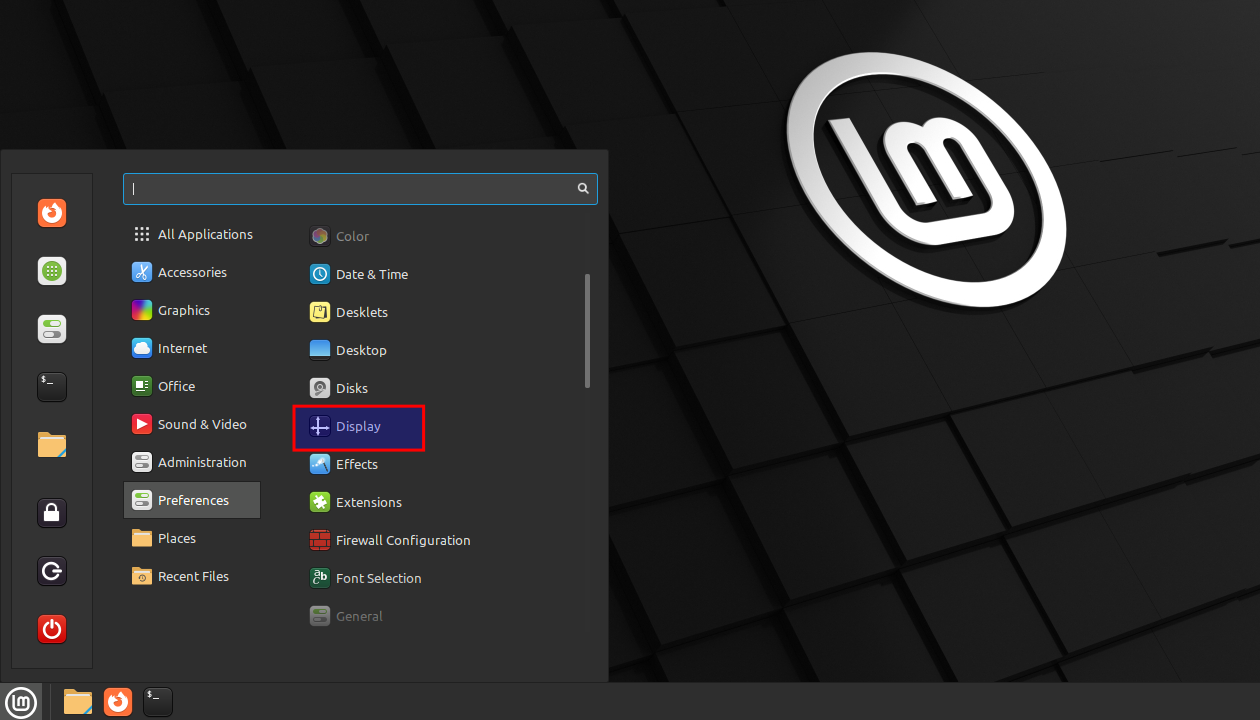 All Applications
Accessories
Graphics
Internet
Office
Sound & Video
Administration
Preferences
Places
Recent Files
Color
Date & Time
Desklets
Desktop
Disks
Display
Effects
Extensions
Firewall Configuration
Font Selection
General